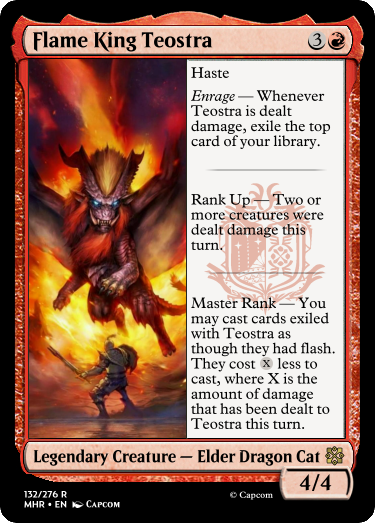 Flame King Teostra 3
Haste
Enrage — Whenever
Teostra is dealt
damage, exile the top
card of your library.
Rank Up — Two or
more creatures were
dealt damage this
turn.
Master Rank — You
may cast cards exiled
with Teostra as
though they had flash.
They cost X less to
cast, where X is the
amount of damage
that has been dealt to
Teostra this turn.
Legendary Creature — Elder Dragon Cat
4/4
132/276 R
MHR • EN Capcom
© Capcom